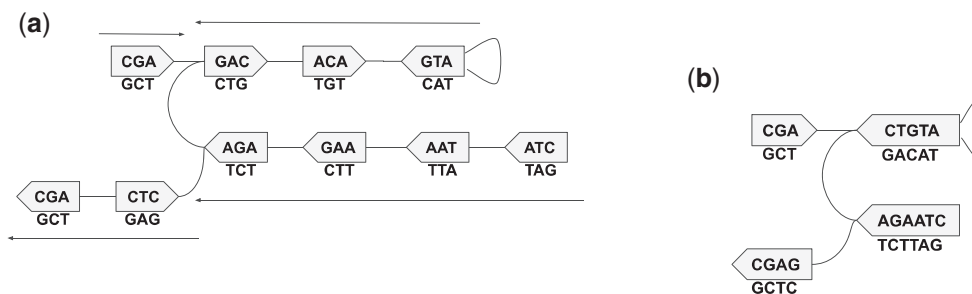 (a)
CGA GAC ACA GTA
GCT CTG TGT CAT
AGA GAA AAT ATC
TCT CTT TTA TAG
CGA CTC
GCT GAG
(b)
CGA CTGTA
GCT GACAT
AGAATC
TCTTAG
CGAG
GCTC